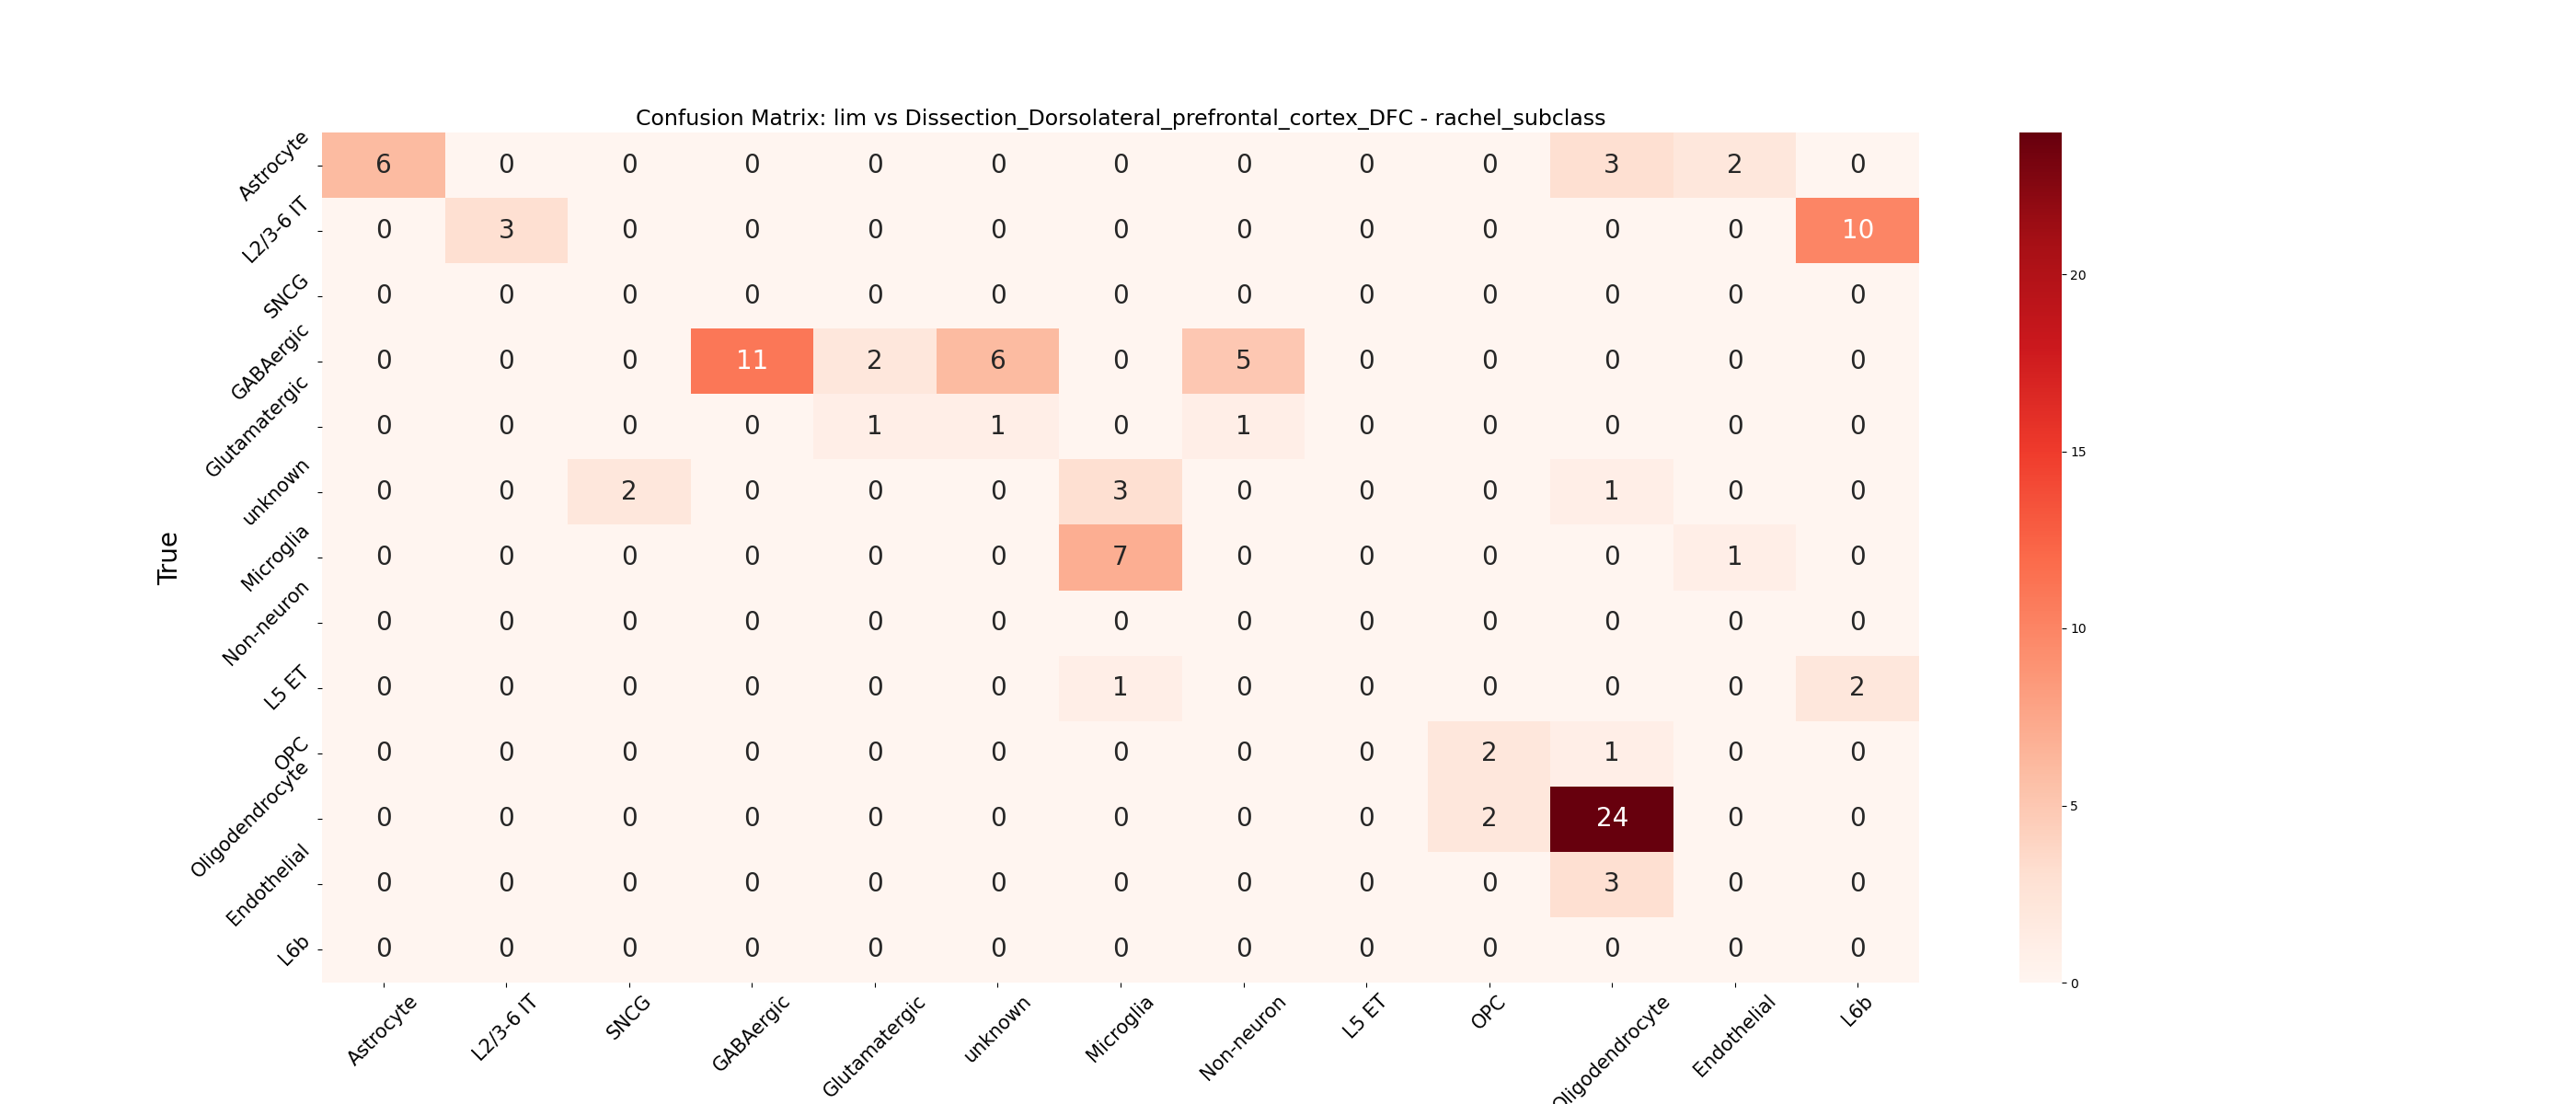 Confusion Matrix: lim vs Dissection_Dorsolateral_prefrontal_cortex_DFC - rachel_subclass
Astrocyte 6 0 0 0 0 0 0 0 0 0 3 2 0
L2/3-6 IT 0 3 0 0 0 0 0 0 0 0 0 0 10
SNCG 0 0 0 0 0 0 0 0 0 0 0 0 0
GABAergic 0 0 0 11 2 6 0 5 0 0 0 0 0
Glutamatergic 0 0 0 0 1 1 0 1 0 0 0 0 0
unknown 0 0 2 0 0 0 3 0 0 0 1 0 0
Microglia 0 0 0 0 0 0 7 0 0 0 0 1 0
Non-neuron 0 0 0 0 0 0 0 0 0 0 0 0 0
L5 ET 0 0 0 0 0 0 1 0 0 0 0 0 2
OPC 0 0 0 0 0 0 0 0 0 2 1 0 0
Oligodendrocyte 0 0 0 0 0 0 0 0 0 2 24 0 0
Endothelial 0 0 0 0 0 0 0 0 0 0 3 0 0
L6b 0 0 0 0 0 0 0 0 0 0 0 0 0
True
Astrocyte L2/3-6 IT SNCG GABAergic Glutamatergic unknown Microglia Non-neuron L5 ET OPC Oligodendrocyte Endothelial L6b
20
15
10
5
0